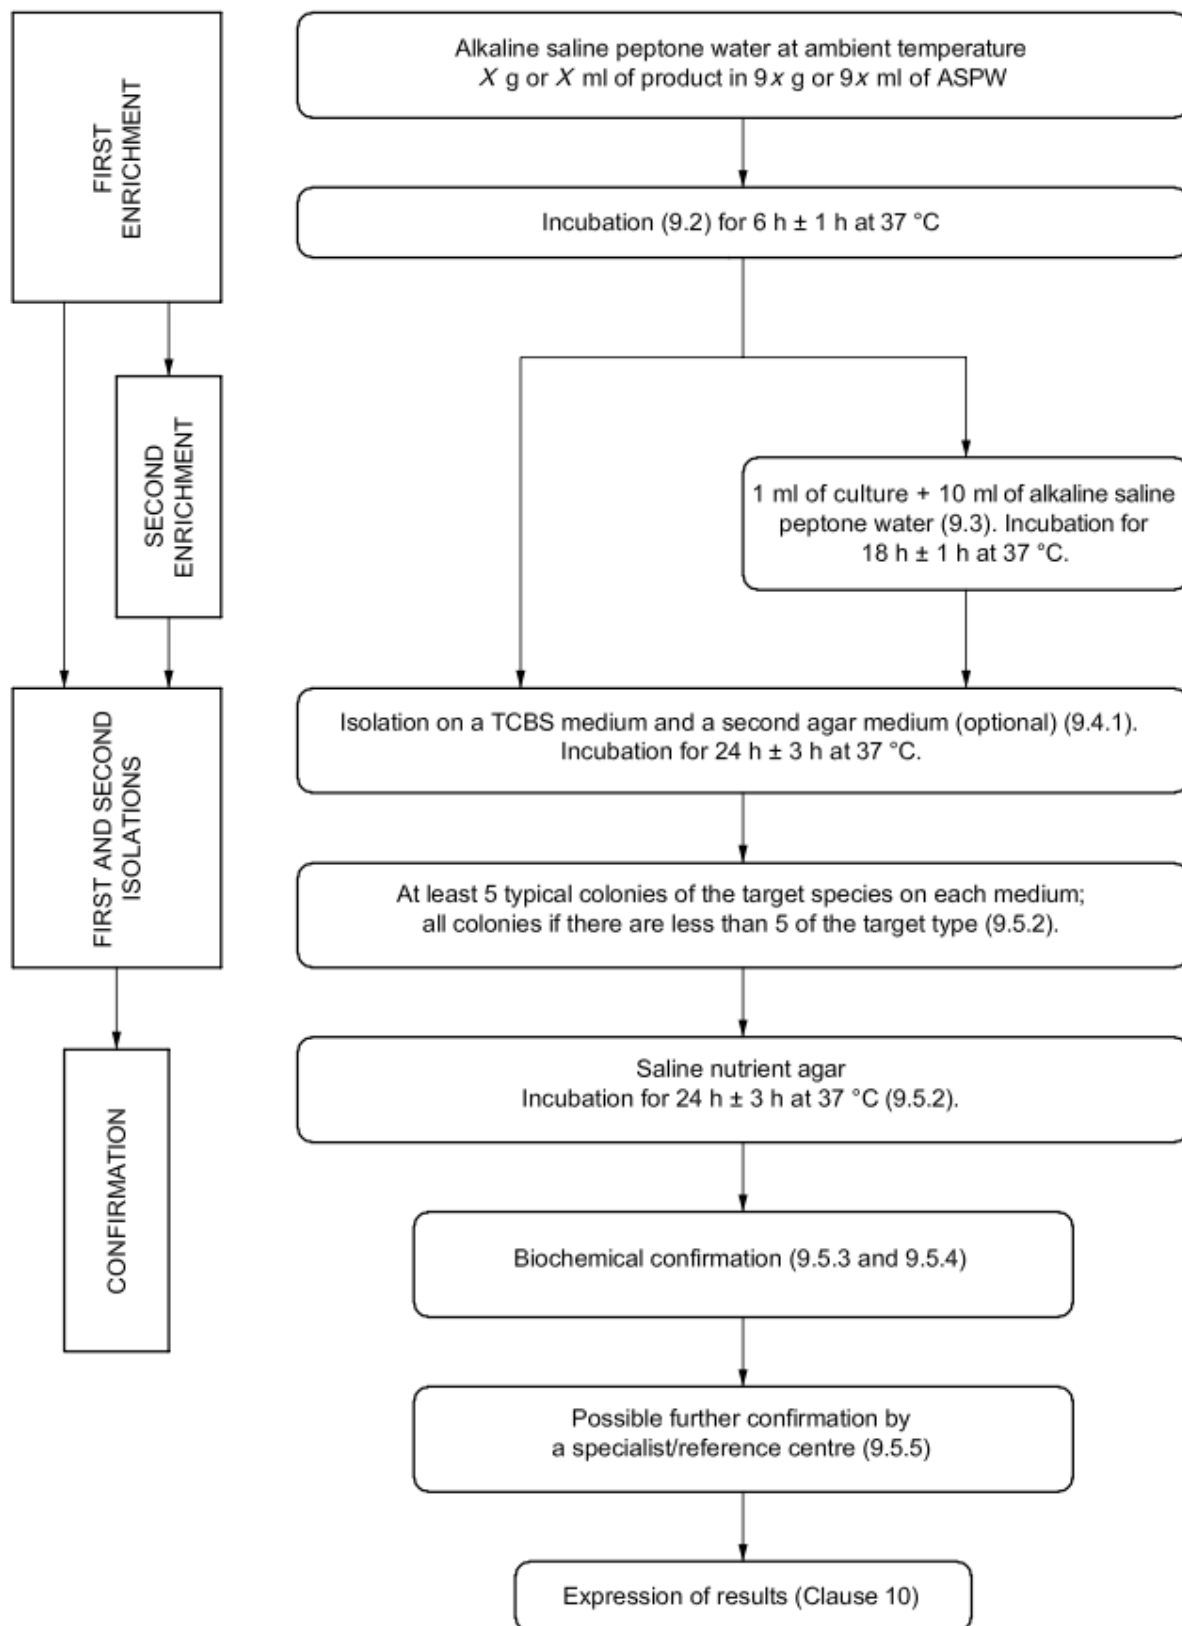 FIRST
ENRICHMENT
Alkaline saline peptone water at ambient temperature
X g or X ml of product in 9x g or 9x ml of ASPW
Incubation (9.2) for 6 h ± 1 h at 37 °C
SECOND
ENRICHMENT
1 ml of culture + 10 ml of alkaline saline
peptone water (9.3). Incubation for
18 h ± 1 h at 37 °C.
FIRST AND SECOND
ISOLATIONS
Isolation on a TCBS medium and a second agar medium (optional) (9.4.1).
Incubation for 24 h ± 3 h at 37 °C.
At least 5 typical colonies of the target species on each medium;
all colonies if there are less than 5 of the target type (9.5.2).
CONFIRMATION
Saline nutrient agar
Incubation for 24 h ± 3 h at 37 °C (9.5.2).
Biochemical confirmation (9.5.3 and 9.5.4)
Possible further confirmation by
a specialist/reference centre (9.5.5)
Expression of results (Clause 10)